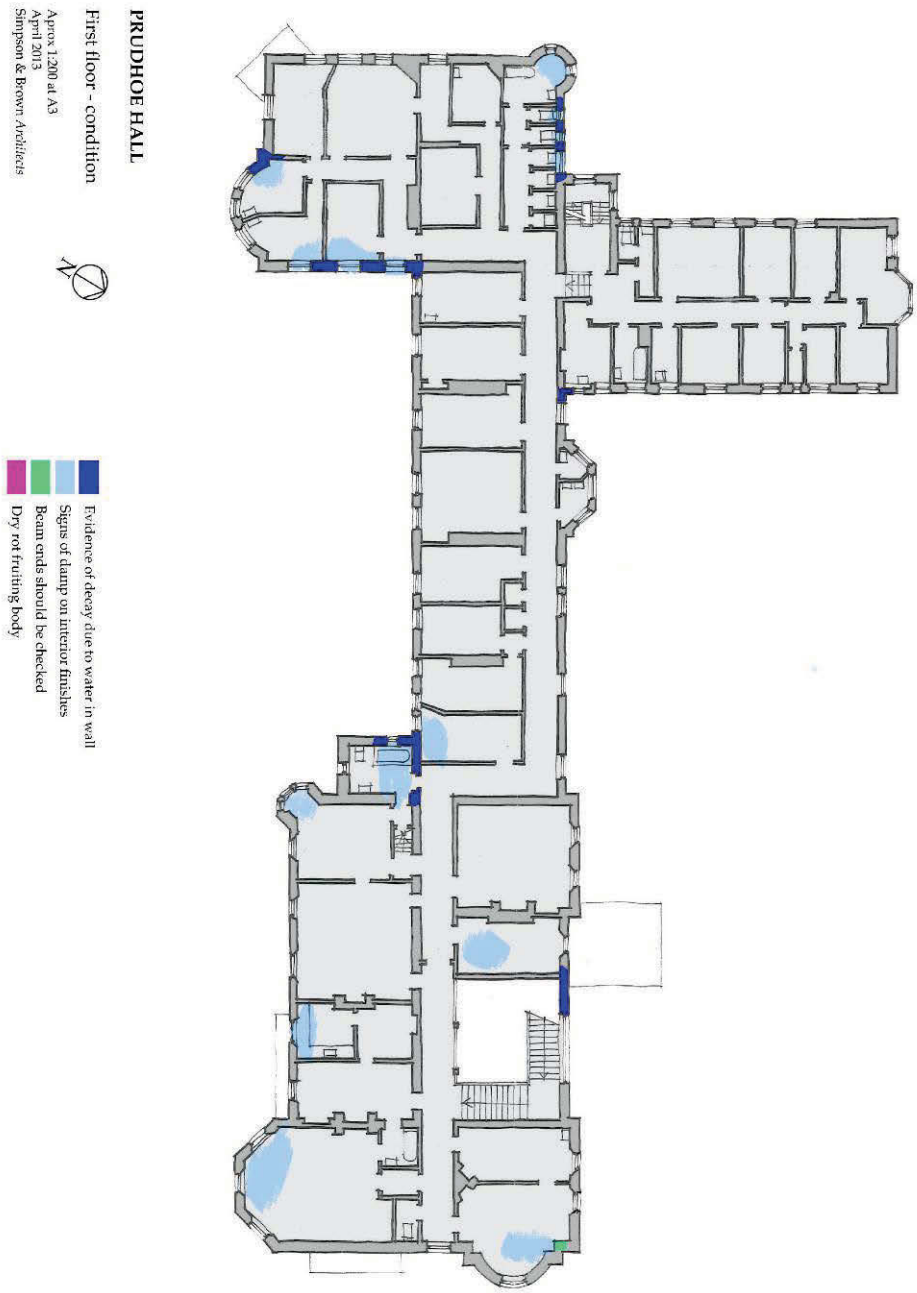 PRUDHOE HALL
First floor - condition
Aprox 1:200 at A3
April 2013
Simpson & Brown Architects
N
Evidence of decay due to water in wall
Signs of damp on interior finishes
Beam ends should be checked
Dry rot fruiting body